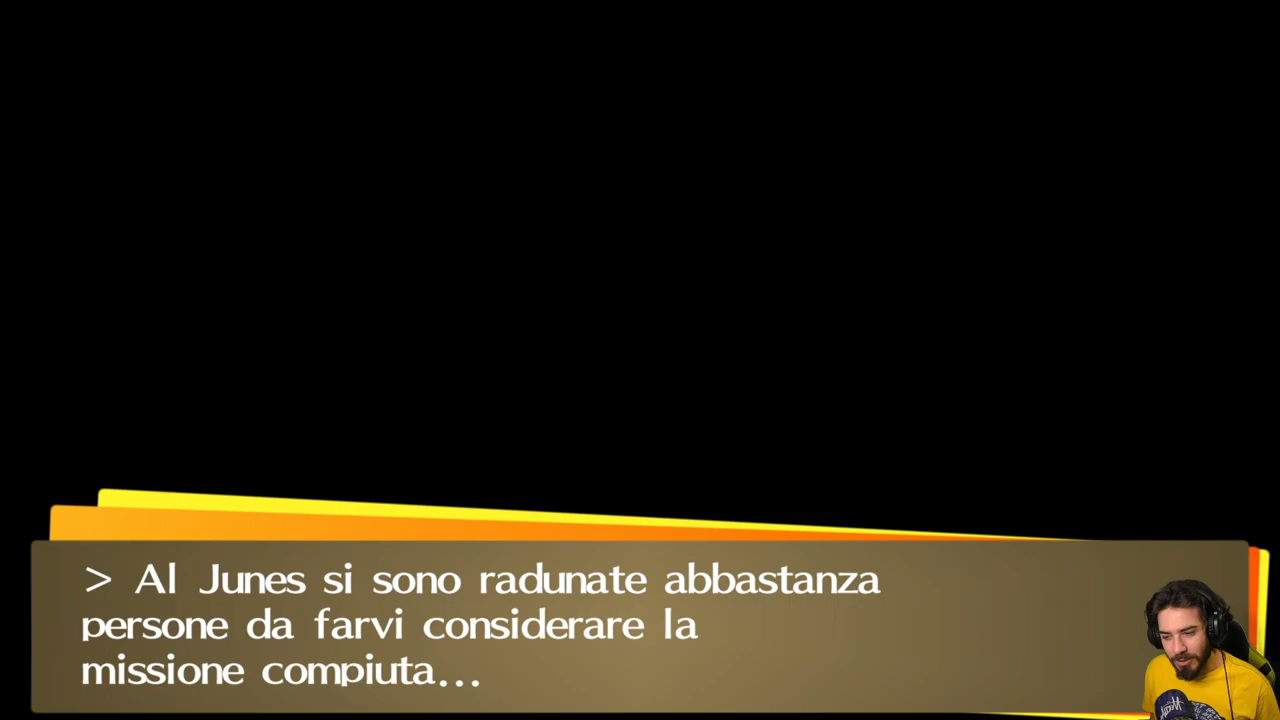 > Al Junes si sono radunate abbastanza
persone da farvi considerare la
missione compiuta...